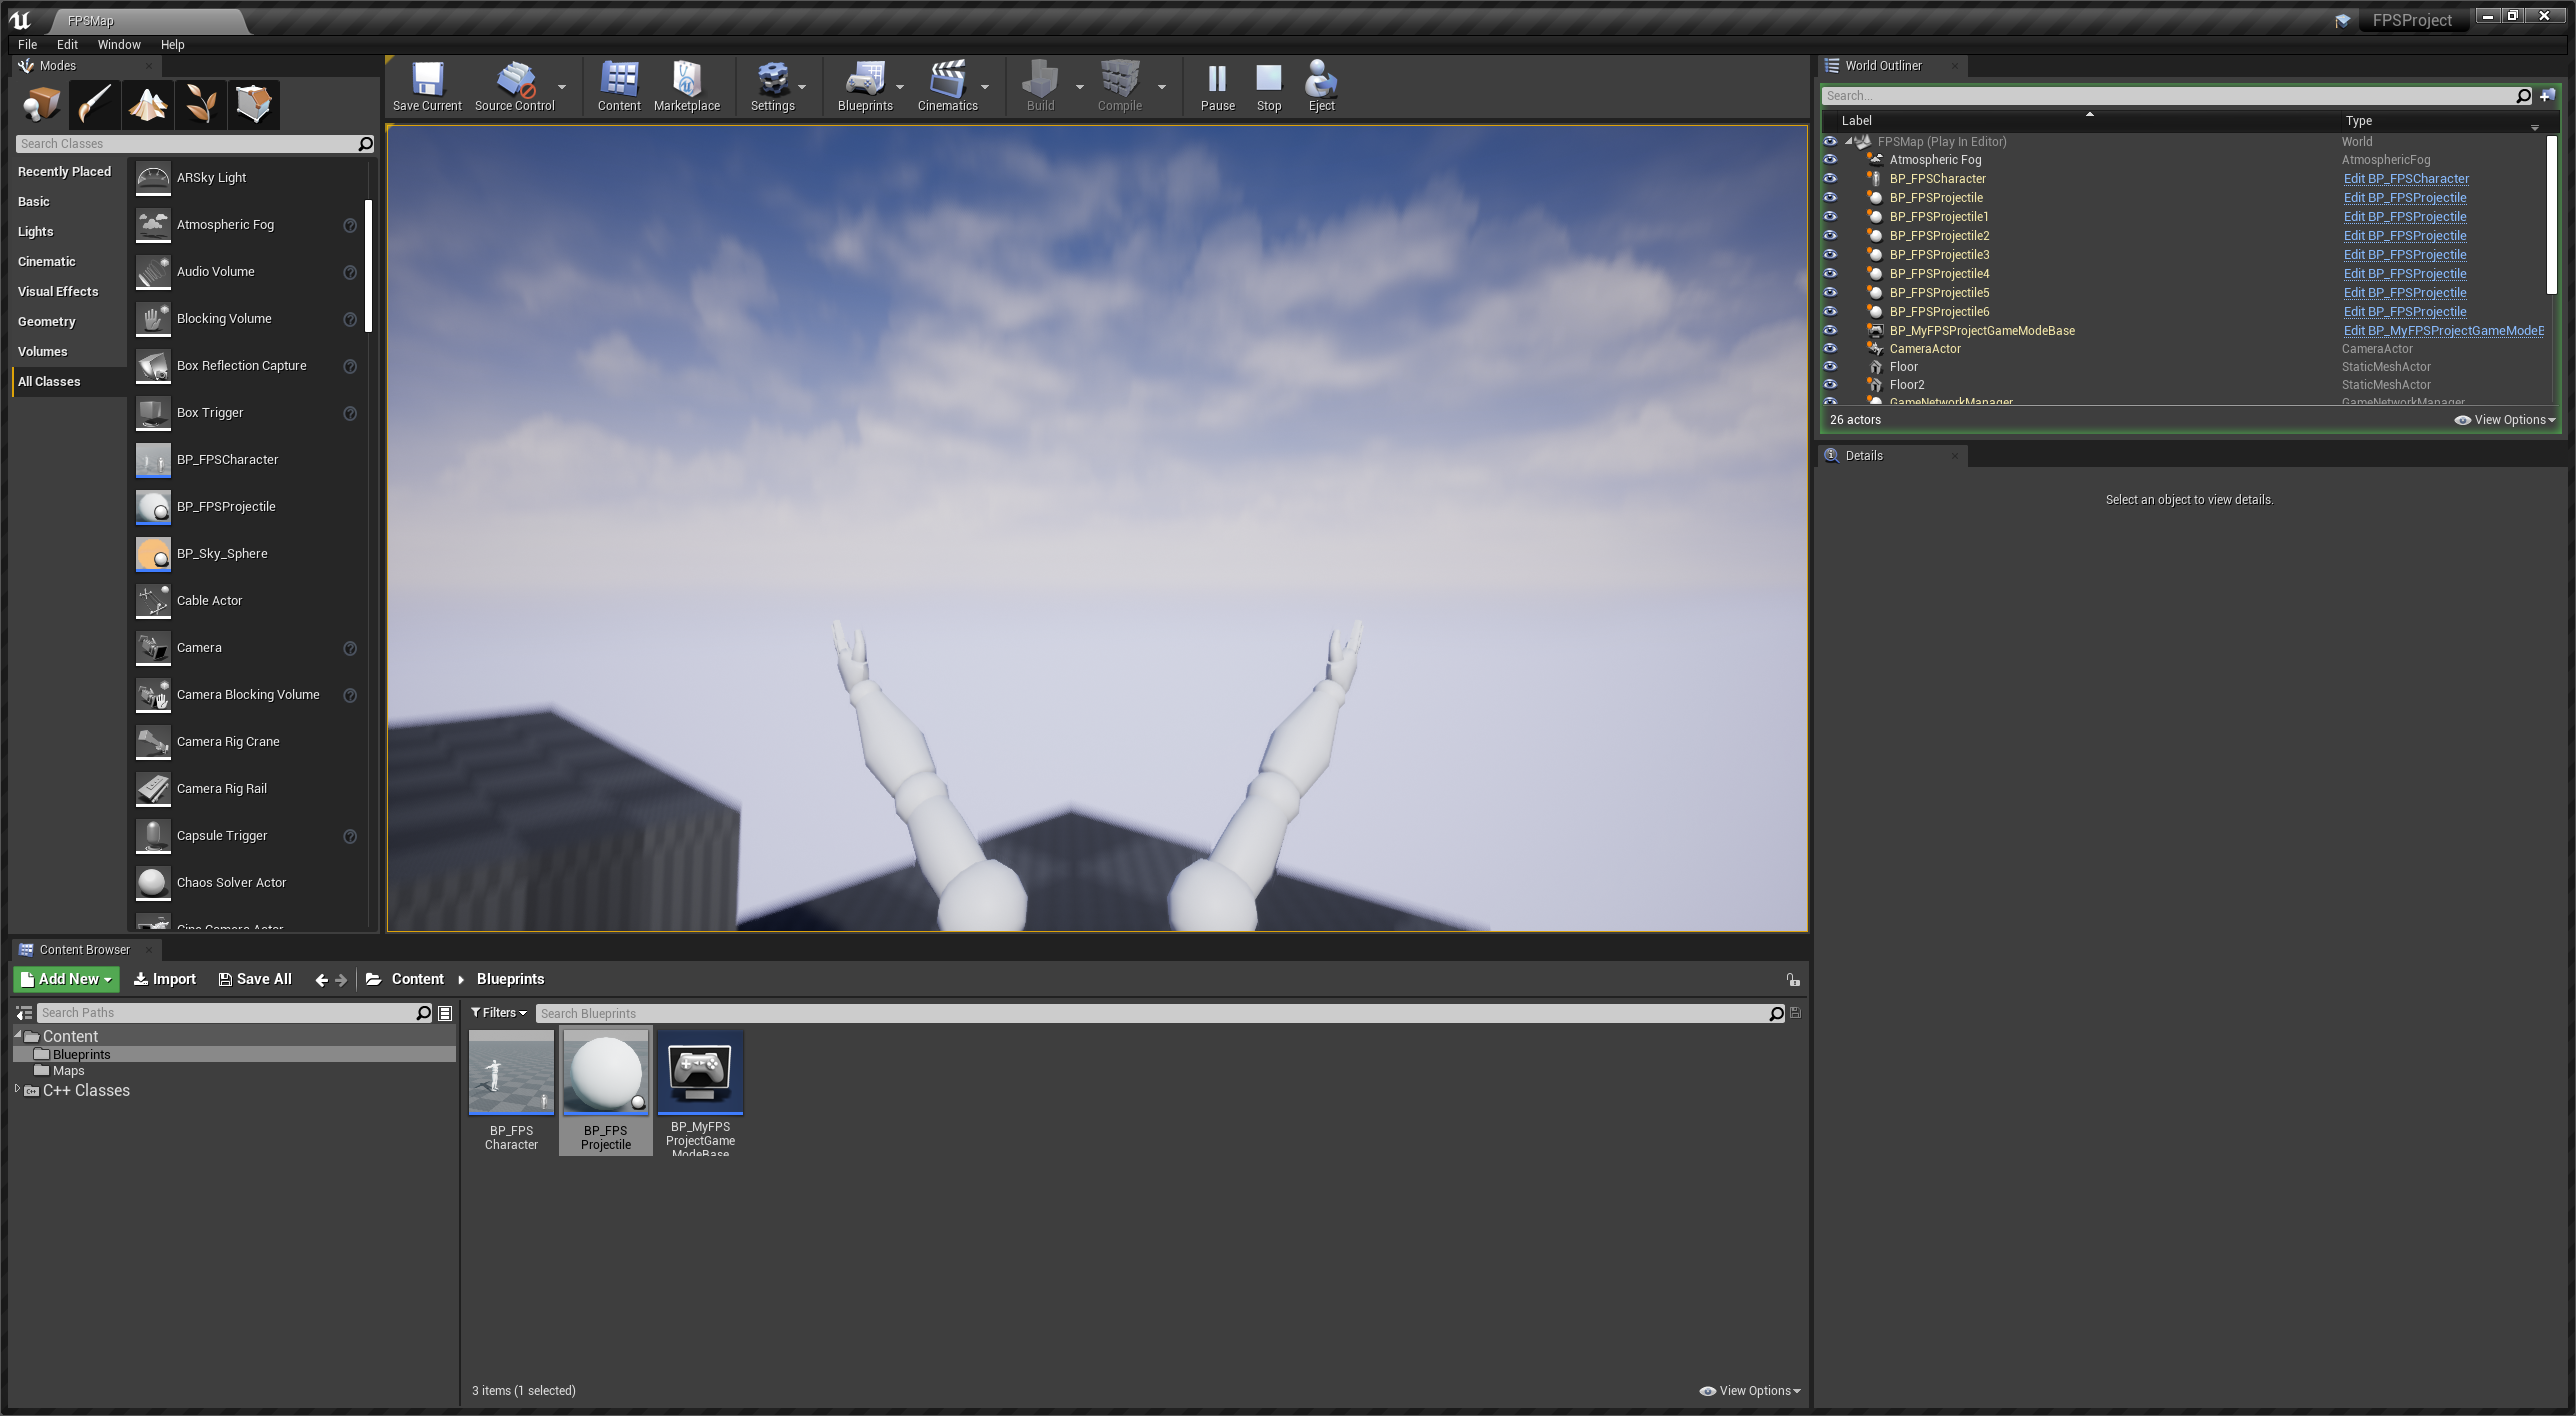 FPSMap
FPSProject
File Edit Window Help
Modes
Search Classes
Recently Placed
Basic
Lights
Cinematic
Visual Effects
Geometry
Volumes
All Classes
ARSky Light
Atmospheric Fog
Audio Volume
Blocking Volume
Box Reflection Capture
Box Trigger
BP_FPSCharacter
BP_FPSProjectile
BP_Sky_Sphere
Cable Actor
Camera
Camera Blocking Volume
Camera Rig Crane
Camera Rig Rail
Capsule Trigger
Chaos Solver Actor
Cine Camera Actor
Save Current Source Control Content Marketplace Settings Blueprints Cinematics Build Compile Pause Stop Eject
World Outliner
Search...
Label Type
FPSMap (Play In Editor) World
Atmospheric Fog AtmosphericFog
BP_FPSCharacter Edit BP_FPSCharacter
BP_FPSProjectile Edit BP_FPSProjectile
BP_FPSProjectile1 Edit BP_FPSProjectile
BP_FPSProjectile2 Edit BP_FPSProjectile
BP_FPSProjectile3 Edit BP_FPSProjectile
BP_FPSProjectile4 Edit BP_FPSProjectile
BP_FPSProjectile5 Edit BP_FPSProjectile
BP_FPSProjectile6 Edit BP_FPSProjectile
BP_MyFPSProjectGameModeBase Edit BP_MyFPSProjectGameModeE
CameraActor CameraActor
Floor StaticMeshActor
Floor2 StaticMeshActor
GameNetworkManager GameNetworkManager
26 actors View Options
Details
Select an object to view details.
Content Browser
Add New Import Save All Content Blueprints
Search Paths
Content
Blueprints
Maps
C++ Classes
Filters Search Blueprints
BP_FPS
Character
BP_FPS
Projectile
BP_MyFPS
ProjectGame
ModeBase
3 items (1 selected) View Options